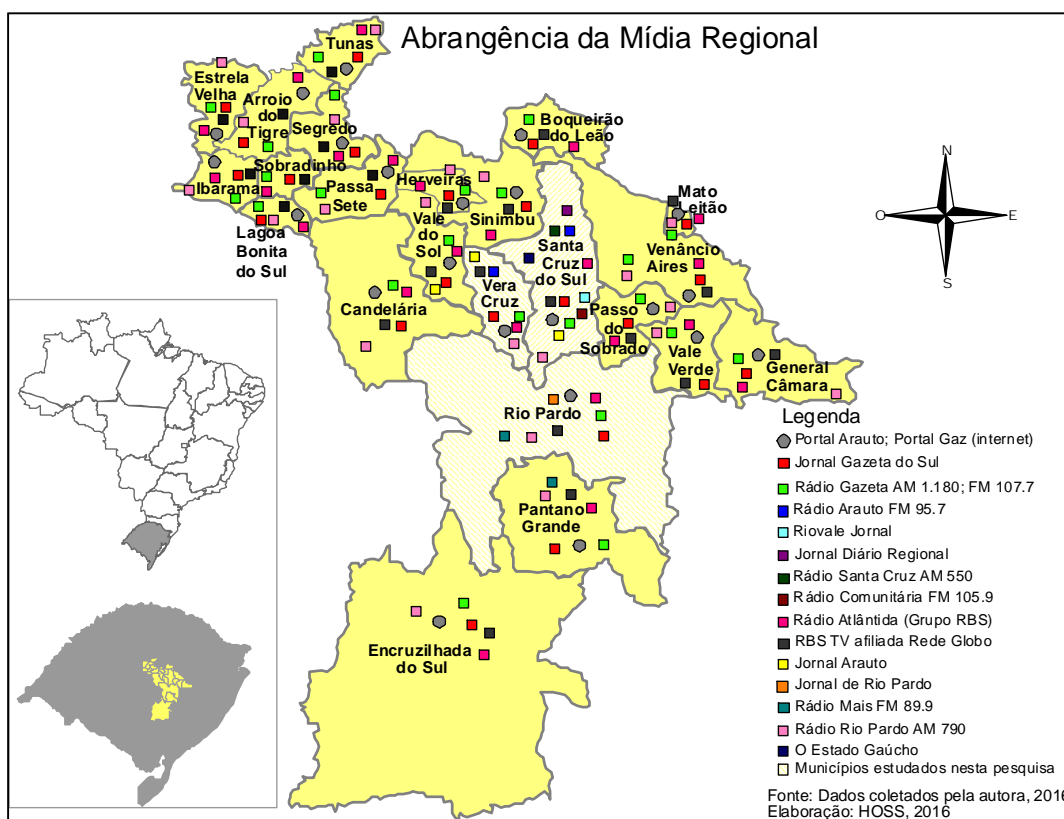 Abrangência da Mídia Regional
Tunas
Estrela
Velha
Arroio
do
Tigre
Segredo
Boqueirão
do Leão
Sobradinho
Ibarama
Passa
Sete
Herveiras
Sinimbu
Mato
Leitão
Lagoa
Bonita
do Sul
Vale
do
Sol
Santa
Cruz
do Sul
Venâncio
Aires
Vera
Cruz
Candelária
Passo
do
Sobrado
Vale
Verde
General
Câmara
Rio Pardo
Pantano
Grande
Encruzilhada
do Sul
N
O
E
S
Legenda
Portal Arauto; Portal Gaz (internet)
Jornal Gazeta do Sul
Rádio Gazeta AM 1.180; FM 107.7
Rádio Arauto FM 95.7
Riovale Jornal
Jornal Diário Regional
Rádio Santa Cruz AM 550
Rádio Comunitária FM 105.9
Rádio Atlântida (Grupo RBS)
RBS TV afiliada Rede Globo
Jornal Arauto
Jornal de Rio Pardo
Rádio Mais FM 89.9
Rádio Rio Pardo AM 790
O Estado Gaúcho
Municípios estudados nesta pesquisa
Fonte: Dados coletados pela autora, 2016
Elaboração: HOSS, 2016